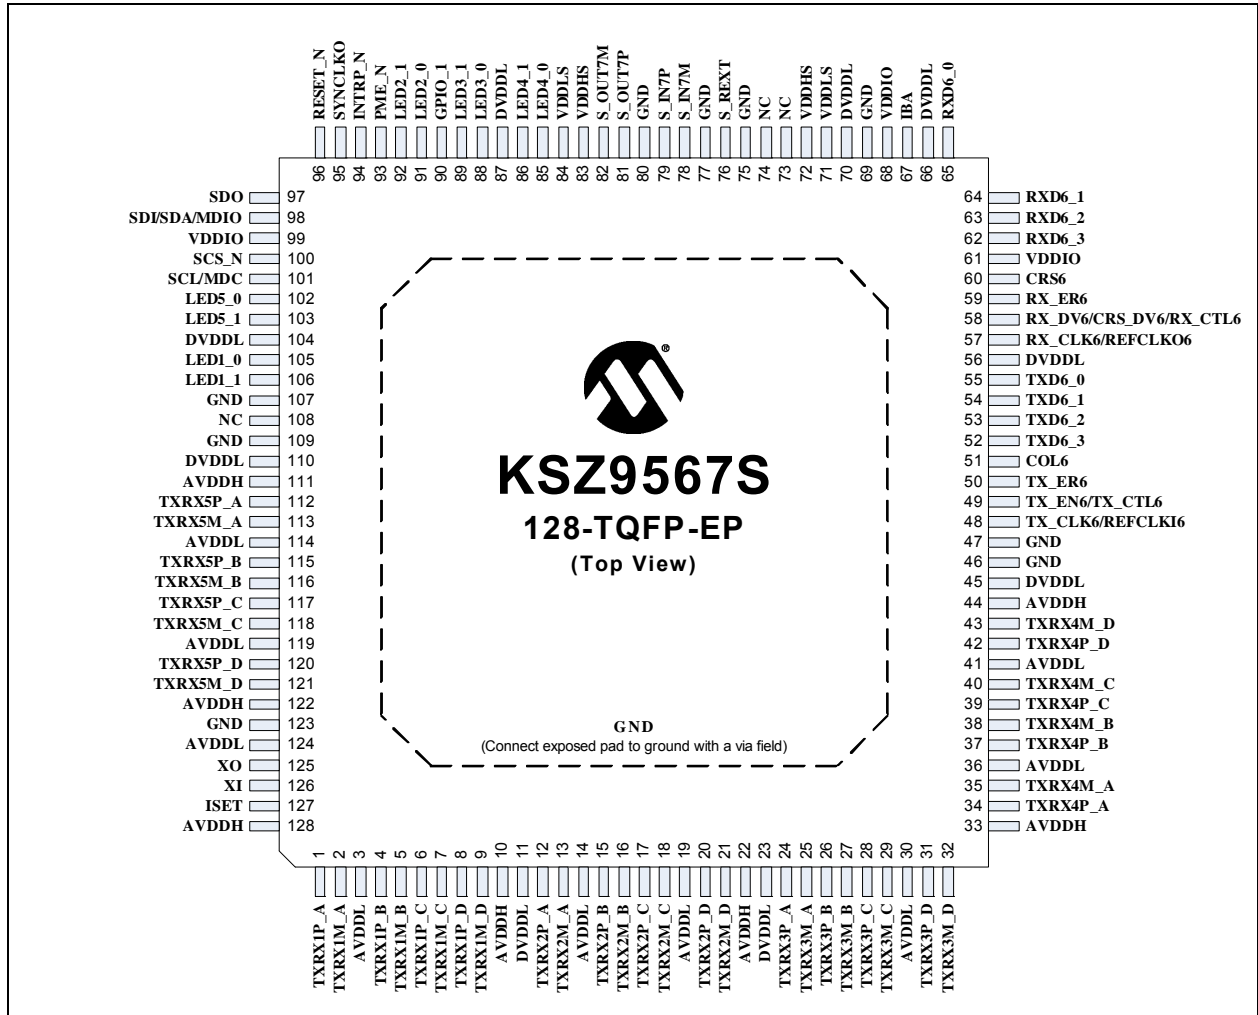 RESET_N
SYNCLKO
INTRP_N
PME_N
LED2_1
LED2_0
GPIO_1
LED3_1
LED3_0
DVDDL
LED4_1
LED4_0
VDDLS
VDDHS
S_OUT7M
S_OUT7P
GND
S_IN7P
S_IN7M
GND
S_REXT
GND
NC
NC
VDDHS
VDDLS
DVDDL
GND
VDDIO
IBA
DVDDL
RXD6_0
96 95 94 93 92 91 90 89 88 87 86 85 84 83 82 81 80 79 78 77 76 75 74 73 72 71 70 69 68 67 66 65
SDO 97
SDI/SDA/MDIO 98
VDDIO 99
SCS_N 100
SCL/MDC 101
LED5_0 102
LED5_1 103
DVDDL 104
LED1_0 105
LED1_1 106
GND 107
NC 108
GND 109
DVDDL 110
AVDDH 111
TXRX5P_A 112
TXRX5M_A 113
AVDDL 114
TXRX5P_B 115
TXRX5M_B 116
TXRX5P_C 117
TXRX5M_C 118
AVDDL 119
TXRX5P_D 120
TXRX5M_D 121
AVDDH 122
GND 123
AVDDL 124
XO 125
XI 126
ISET 127
AVDDH 128
®
KSZ9567S
128-TQFP-EP
(Top View)
GND
(Connect exposed pad to ground with a via field)
64 RXD6_1
63 RXD6_2
62 RXD6_3
61 VDDIO
60 CRS6
59 RX_ER6
58 RX_DV6/CRS_DV6/RX_CTL6
57 RX_CLK6/REFCLKO6
56 DVDDL
55 TXD6_0
54 TXD6_1
53 TXD6_2
52 TXD6_3
51 COL6
50 TX_ER6
49 TX_EN6/TX_CTL6
48 TX_CLK6/REFCLKI6
47 GND
46 GND
45 DVDDL
44 AVDDH
43 TXRX4M_D
42 TXRX4P_D
41 AVDDL
40 TXRX4M_C
39 TXRX4P_C
38 TXRX4M_B
37 TXRX4P_B
36 AVDDL
35 TXRX4M_A
34 TXRX4P_A
33 AVDDH
1 2 3 4 5 6 7 8 9 10 11 12 13 14 15 16 17 18 19 20 21 22 23 24 25 26 27 28 29 30 31 32
TXRX1P_A
TXRX1M_A
AVDDL
TXRX1P_B
TXRX1M_B
TXRX1P_C
TXRX1M_C
TXRX1P_D
TXRX1M_D
AVDDH
DVDDL
TXRX2P_A
TXRX2M_A
AVDDL
TXRX2P_B
TXRX2M_B
TXRX2P_C
TXRX2M_C
AVDDL
TXRX2P_D
TXRX2M_D
AVDDH
DVDDL
TXRX3P_A
TXRX3M_A
TXRX3P_B
TXRX3M_B
TXRX3P_C
TXRX3M_C
AVDDL
TXRX3P_D
TXRX3M_D